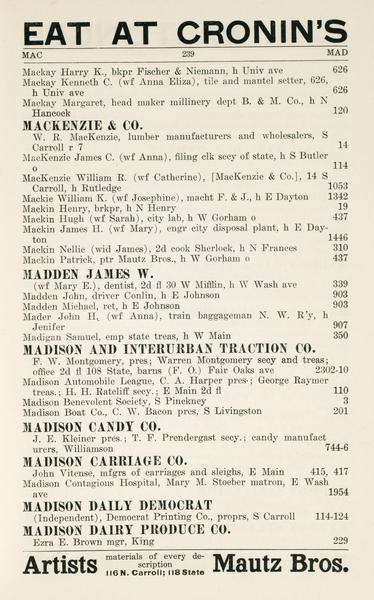 EAT AT CRONIN'S
MAC 239 MAD
Mackay Harry K., bkpr Fischer & Niemann, h Univ ave 626
Mackay Kenneth C. (wf Anna Eliza), tile and mantel setter, 626,
h Univ ave 626
Mackay Margaret, head maker millinery dept B. & M. Co., h N
Hancock 120
MACKENZIE & CO.
W. R. MacKenzie, lumber manufacturers and wholesalers, S
Carroll r 7 14
MacKenzie James C. (wf Anna), filing clk secy of state, h S Butler
o 114
MacKenzie William R. (wf Catherine), [MacKenzie & Co.], 14 S
Carroll, h Rutledge 1053
Mackie William K. (wf Josephine), macht F. & J., h E Dayton 1342
Mackin Henry, brkpr, h N Henry 19
Mackin Hugh (wf Sarah), city lab, h W Gorham o 437
Mackin James H. (wf Mary), engr city disposal plant, h E Day-
ton 1446
Mackin Nellie (wid James), 2d cook Sherlock, h N Frances 310
Mackin Patrick, ptr Mautz Bros., h W Gorham o 437
MADDEN JAMES W.
(wf Mary E.), dentist, 2d fl 30 W Mifflin, h W Wash ave 339
Madden John, driver Conlin, h E Johnson 903
Madden Michael, ret, h E Johnson 903
Mader John H. (wf Anna), train baggageman N. W. R'y, h
Jenifer 907
Madigan Samuel, emp state treas, h W Main 350
MADISON AND INTERURBAN TRACTION CO.
F. W. Montgomery, pres; Warren Montgomery secy and treas;
office 2d fl 108 State, barns (F. O.) Fair Oaks ave 2302-10
Madison Automobile League, C. A. Harper pres; George Raymer
treas.; H. H. Ratcliff secy.; E Main 2d fl 110
Madison Benevolent Society, S Pinckney 3
Madison Boat Co., C. W. Bacon pres, S Livingston 201
MADISON CANDY CO.
J. E. Kleiner pres.; T. F. Prendergast secy.; candy manufact
urers, Williamson 744-6
MADISON CARRIAGE CO.
John Vitense, mfgrs of carriages and sleighs, E Main 415, 417
Madison Contagious Hospital, Mary M. Stoeber matron, E Wash
ave 1954
MADISON DAILY DEMOCRAT
(Independent), Democrat Printing Co., proprs, S Carroll 114-124
MADISON DAIRY PRODUCE CO.
Ezra E. Brown mgr, King 229
Artists materials of every de-
scription
116 N. Carroll; 118 State Mautz Bros.